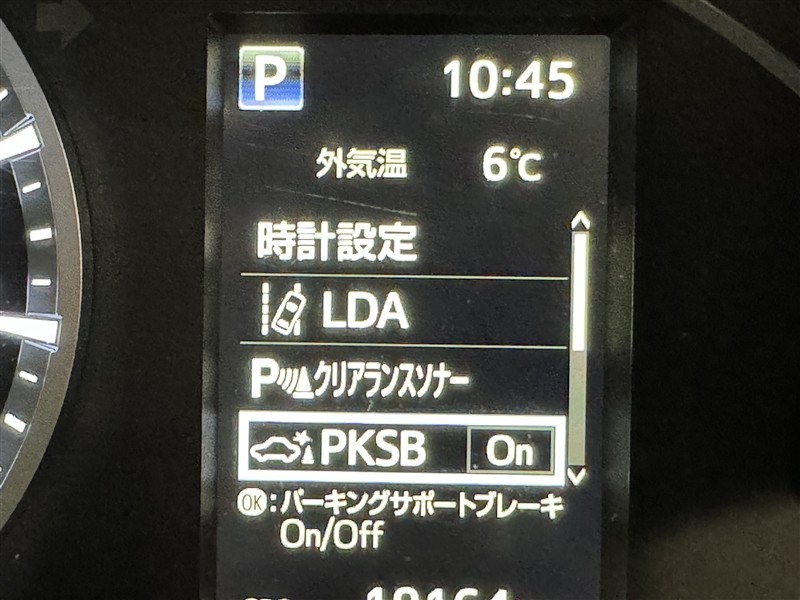 P 10:45
外気温 6℃
時計設定
LDA
Pクリアランスソナー
PKSB On
OK:パーキングサポートブレーキ
On/Off